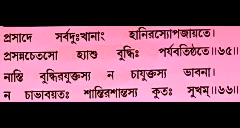 প্রসাদে সর্বদুঃখানাং হানিরস্যোপজায়তে।
প্রসন্নচেতসো হ্যাশু বুদ্ধিঃ পর্যবতিষ্ঠতে॥৬৫॥
নাস্তি বুদ্ধিরযুক্তস্য ন চাযুক্তস্য ভাবনা।
ন চাভাবয়তঃ শান্তিরশান্তস্য কুতঃ সুখম্॥৬৬॥